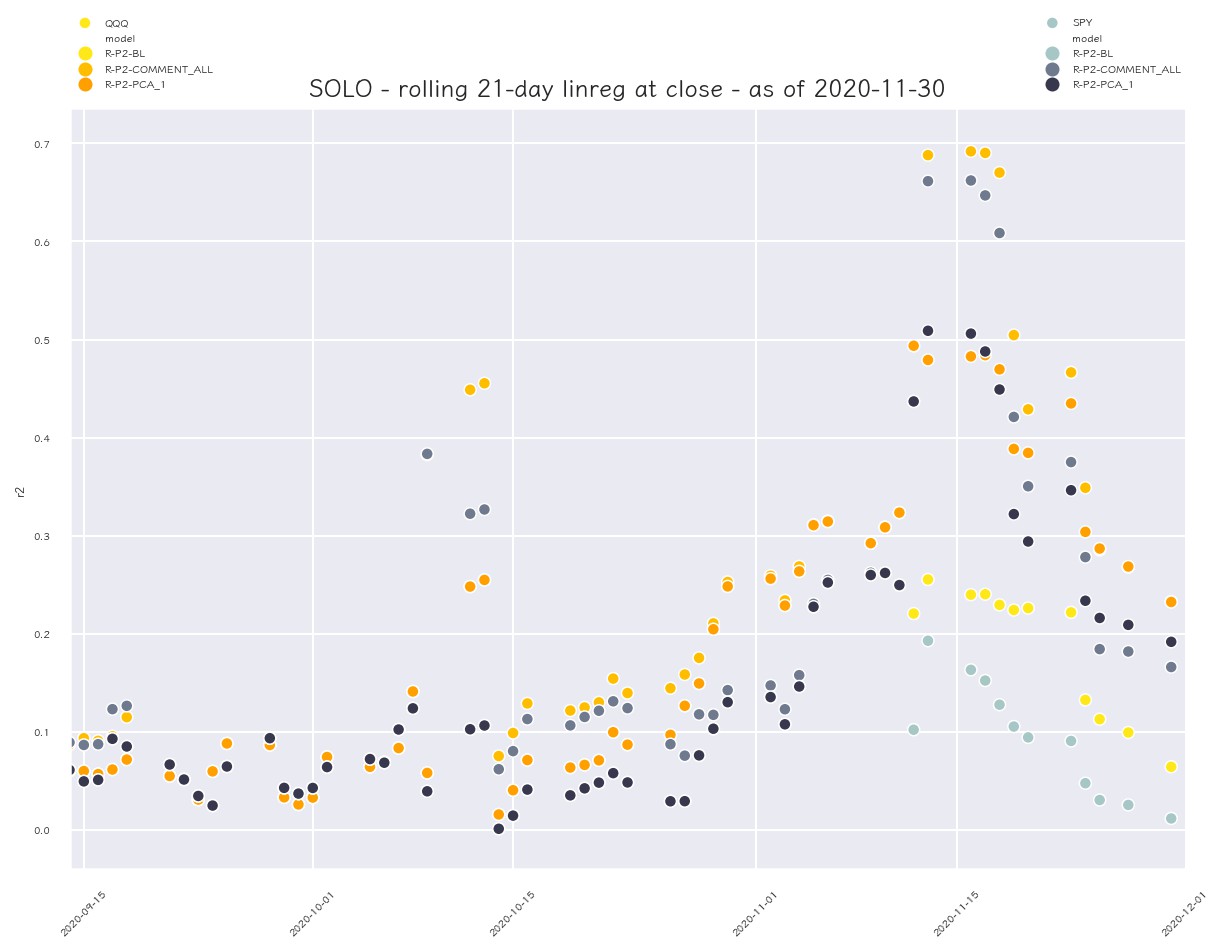 QQQ
model
R-P2-BL
R-P2-COMMENT_ALL
R-P2-PCA_1
SPY
model
R-P2-BL
R-P2-COMMENT_ALL
R-P2-PCA_1
SOLO - rolling 21-day linreg at close - as of 2020-11-30
0.7
0.6
0.5
0.4
0.3
0.2
0.1
0.0
r2
2020-09-15
2020-10-01
2020-10-15
2020-11-01
2020-11-15
2020-12-01